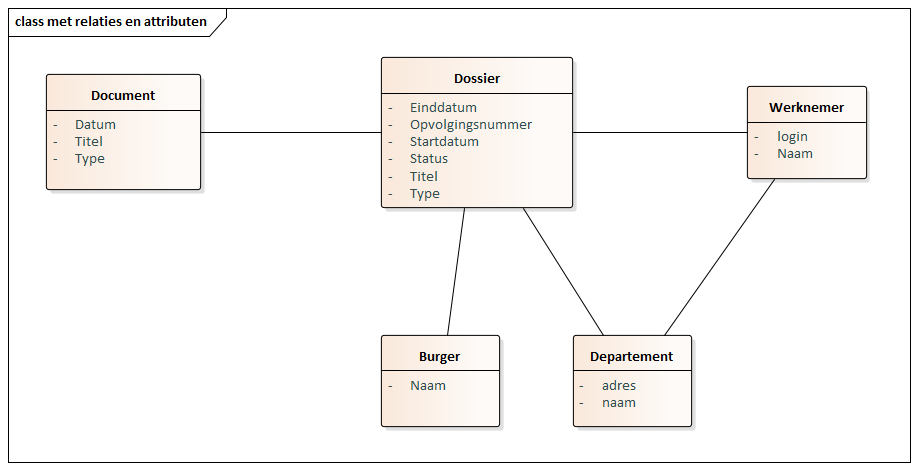 class met relaties en attributen
Document
- Datum
- Titel
- Type
Dossier
- Einddatum
- Opvolgingsnummer
- Startdatum
- Status
- Titel
- Type
Werknemer
- login
- Naam
Burger
- Naam
Departement
- adres
- naam